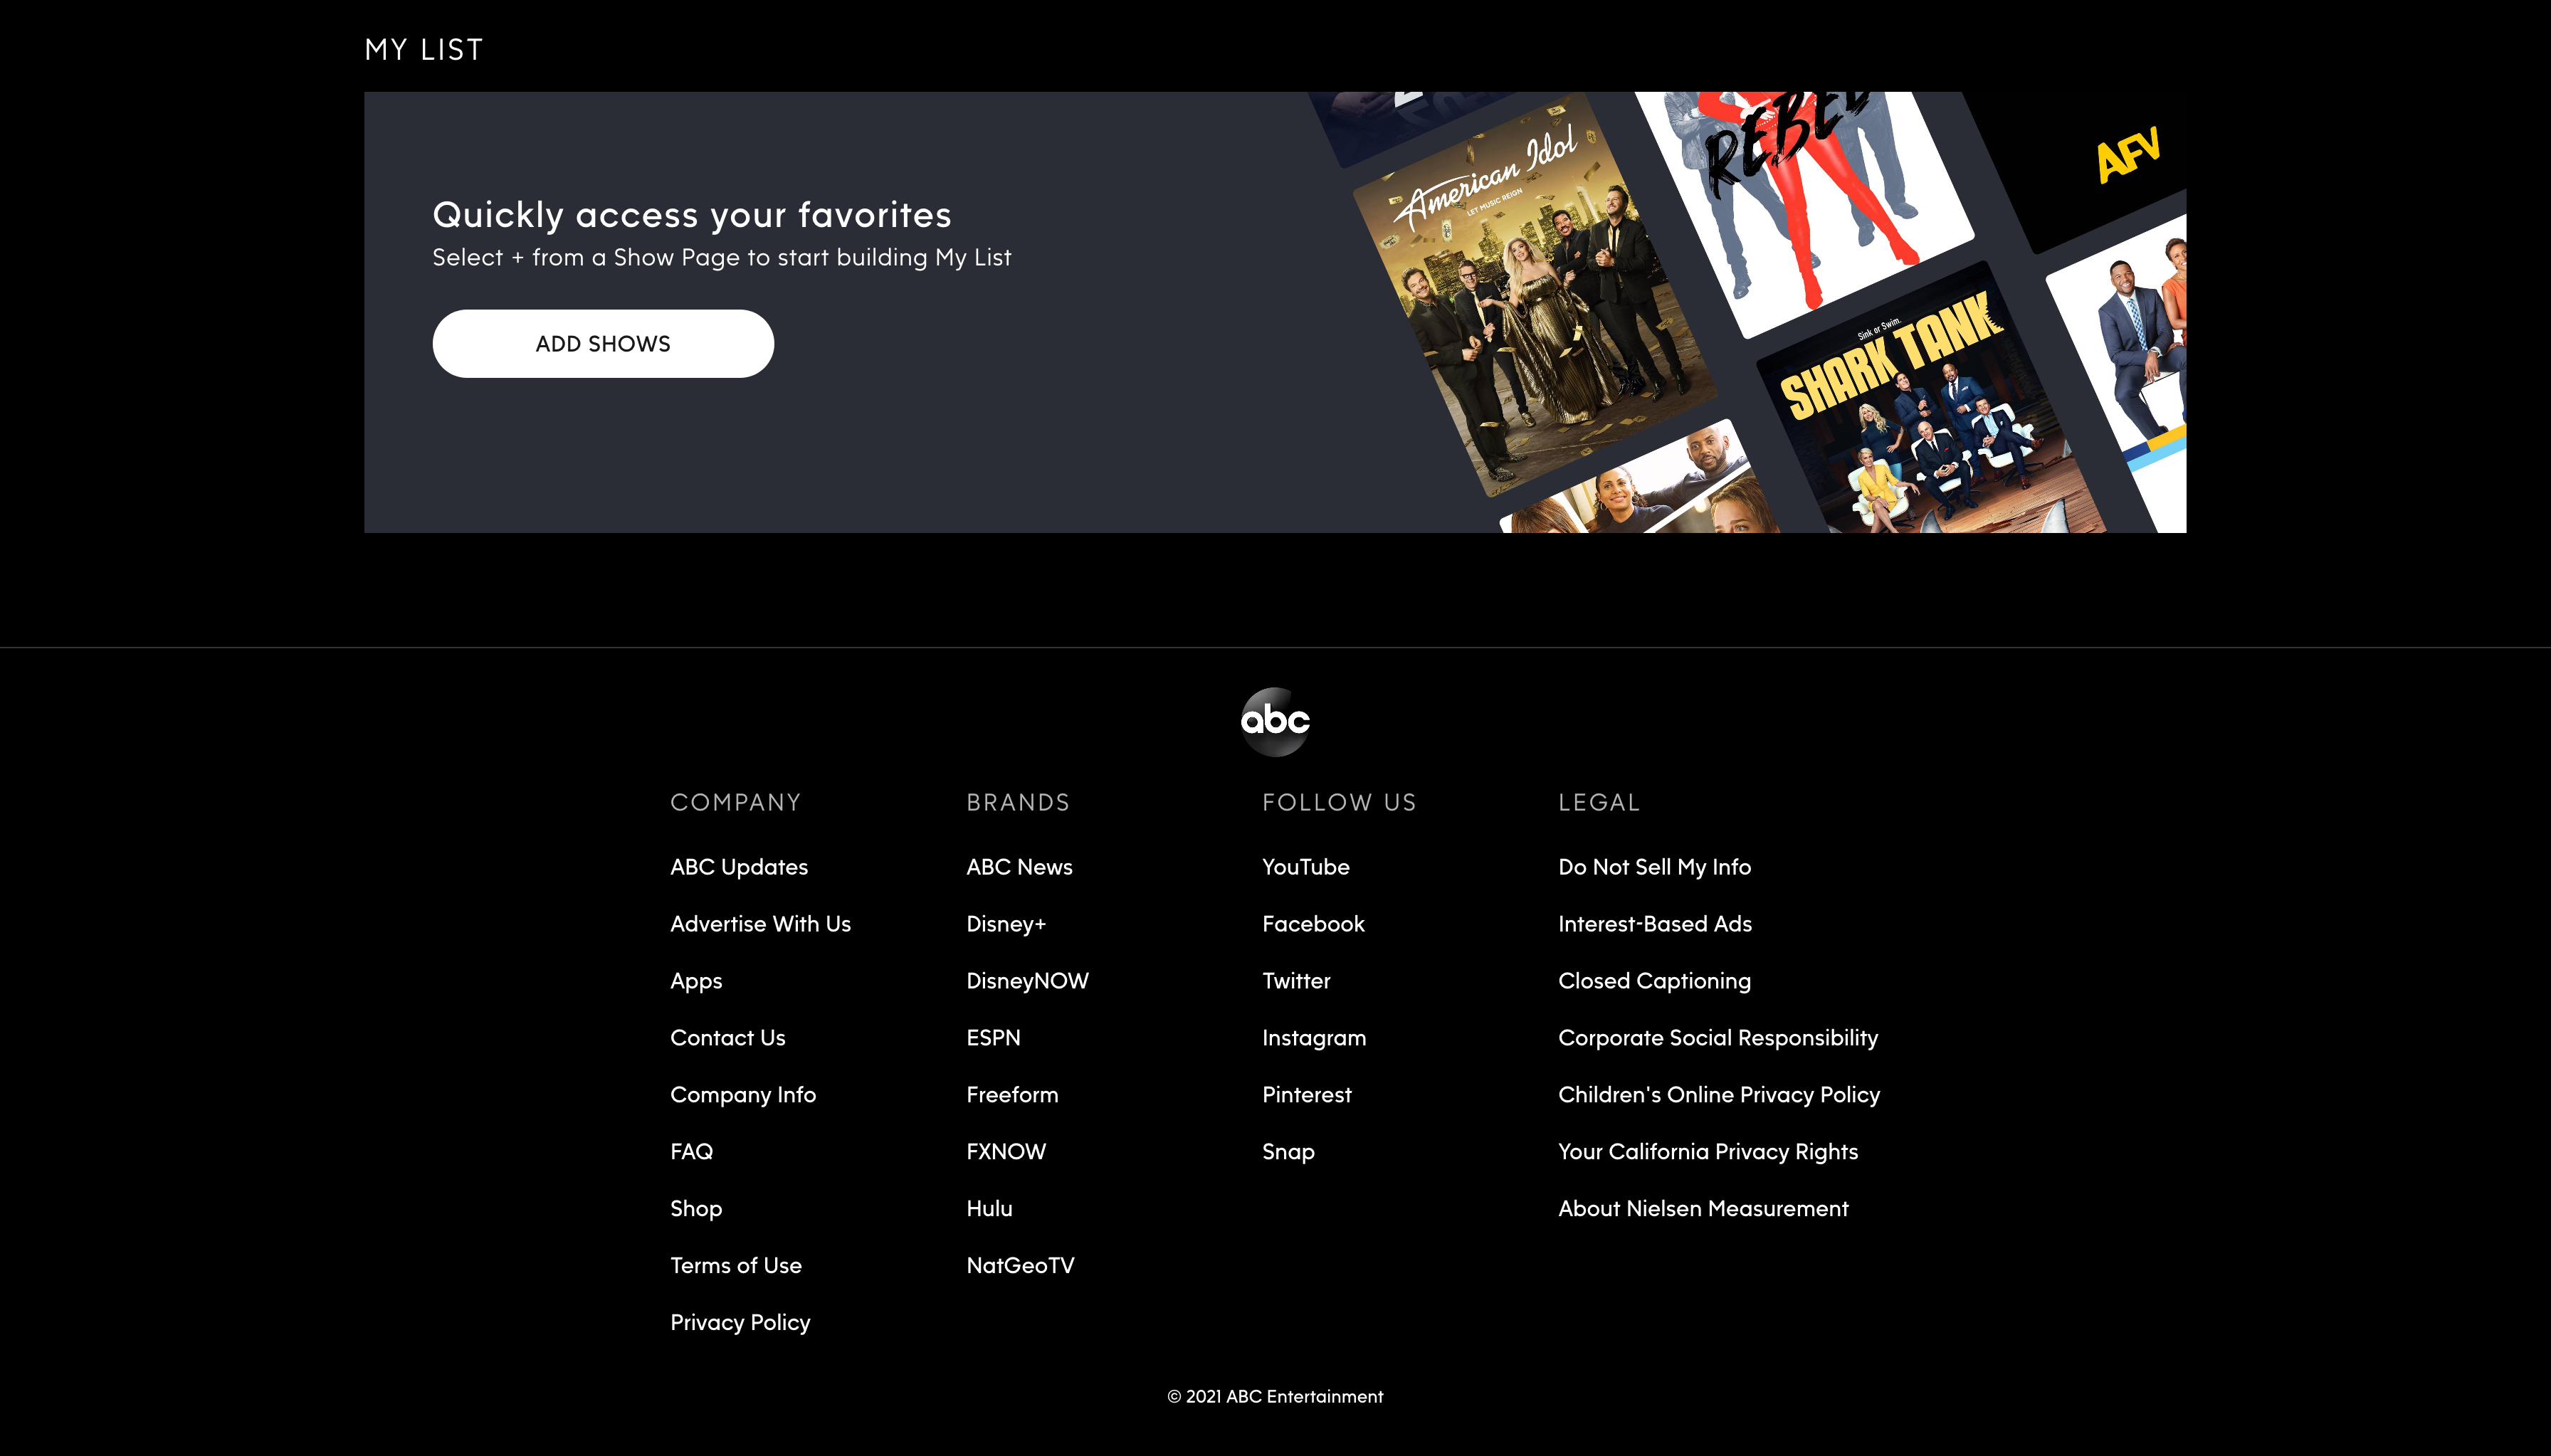 MY LIST
Quickly access your favorites
Select + from a Show Page to start building My List
ADD SHOWS
American Idol
LET MUSIC REIGN
REBEL
AFV
Sink or Swim.
SHARK TANK
abc
COMPANY
ABC Updates
Advertise With Us
Apps
Contact Us
Company Info
FAQ
Shop
Terms of Use
Privacy Policy
BRANDS
ABC News
Disney+
DisneyNOW
ESPN
Freeform
FXNOW
Hulu
NatGeoTV
FOLLOW US
YouTube
Facebook
Twitter
Instagram
Pinterest
Snap
LEGAL
Do Not Sell My Info
Interest-Based Ads
Closed Captioning
Corporate Social Responsibility
Children's Online Privacy Policy
Your California Privacy Rights
About Nielsen Measurement
© 2021 ABC Entertainment